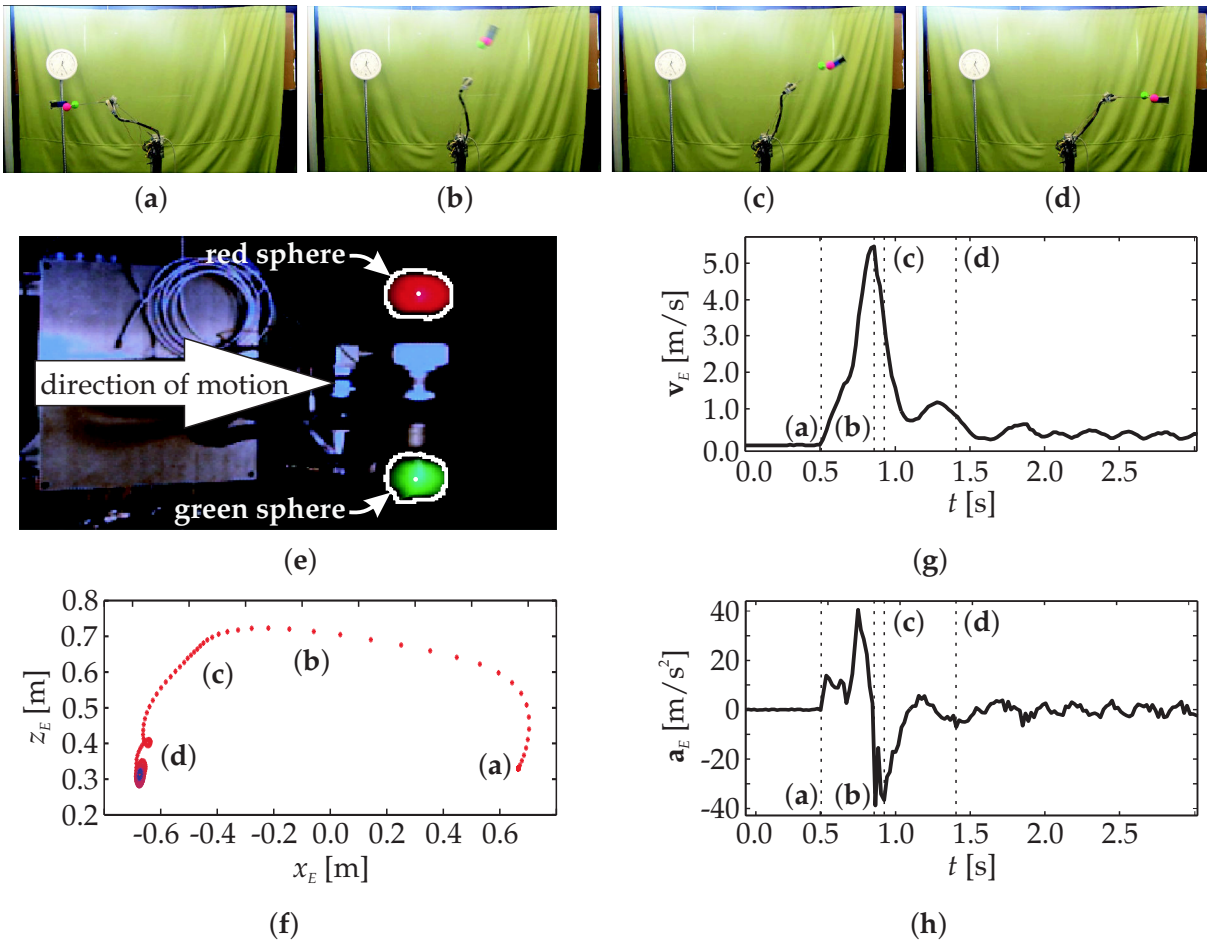 (a) (b) (c) (d)
red sphere
direction of motion
green sphere
(e)
5.0
4.0
3.0
2.0
1.0
0.0
v_E [m/s]
(a) (b) (c) (d)
0.0 0.5 1.0 1.5 2.0 2.5
t [s]
(g)
0.8
0.7
0.6
0.5
0.4
0.3
0.2
z_E [m]
(a)
(b)
(c)
(d)
-0.6 -0.4 -0.2 0.0 0.2 0.4 0.6
x_E [m]
(f)
40
20
0
-20
-40
a_E [m/s²]
(a) (b) (c) (d)
0.0 0.5 1.0 1.5 2.0 2.5
t [s]
(h)